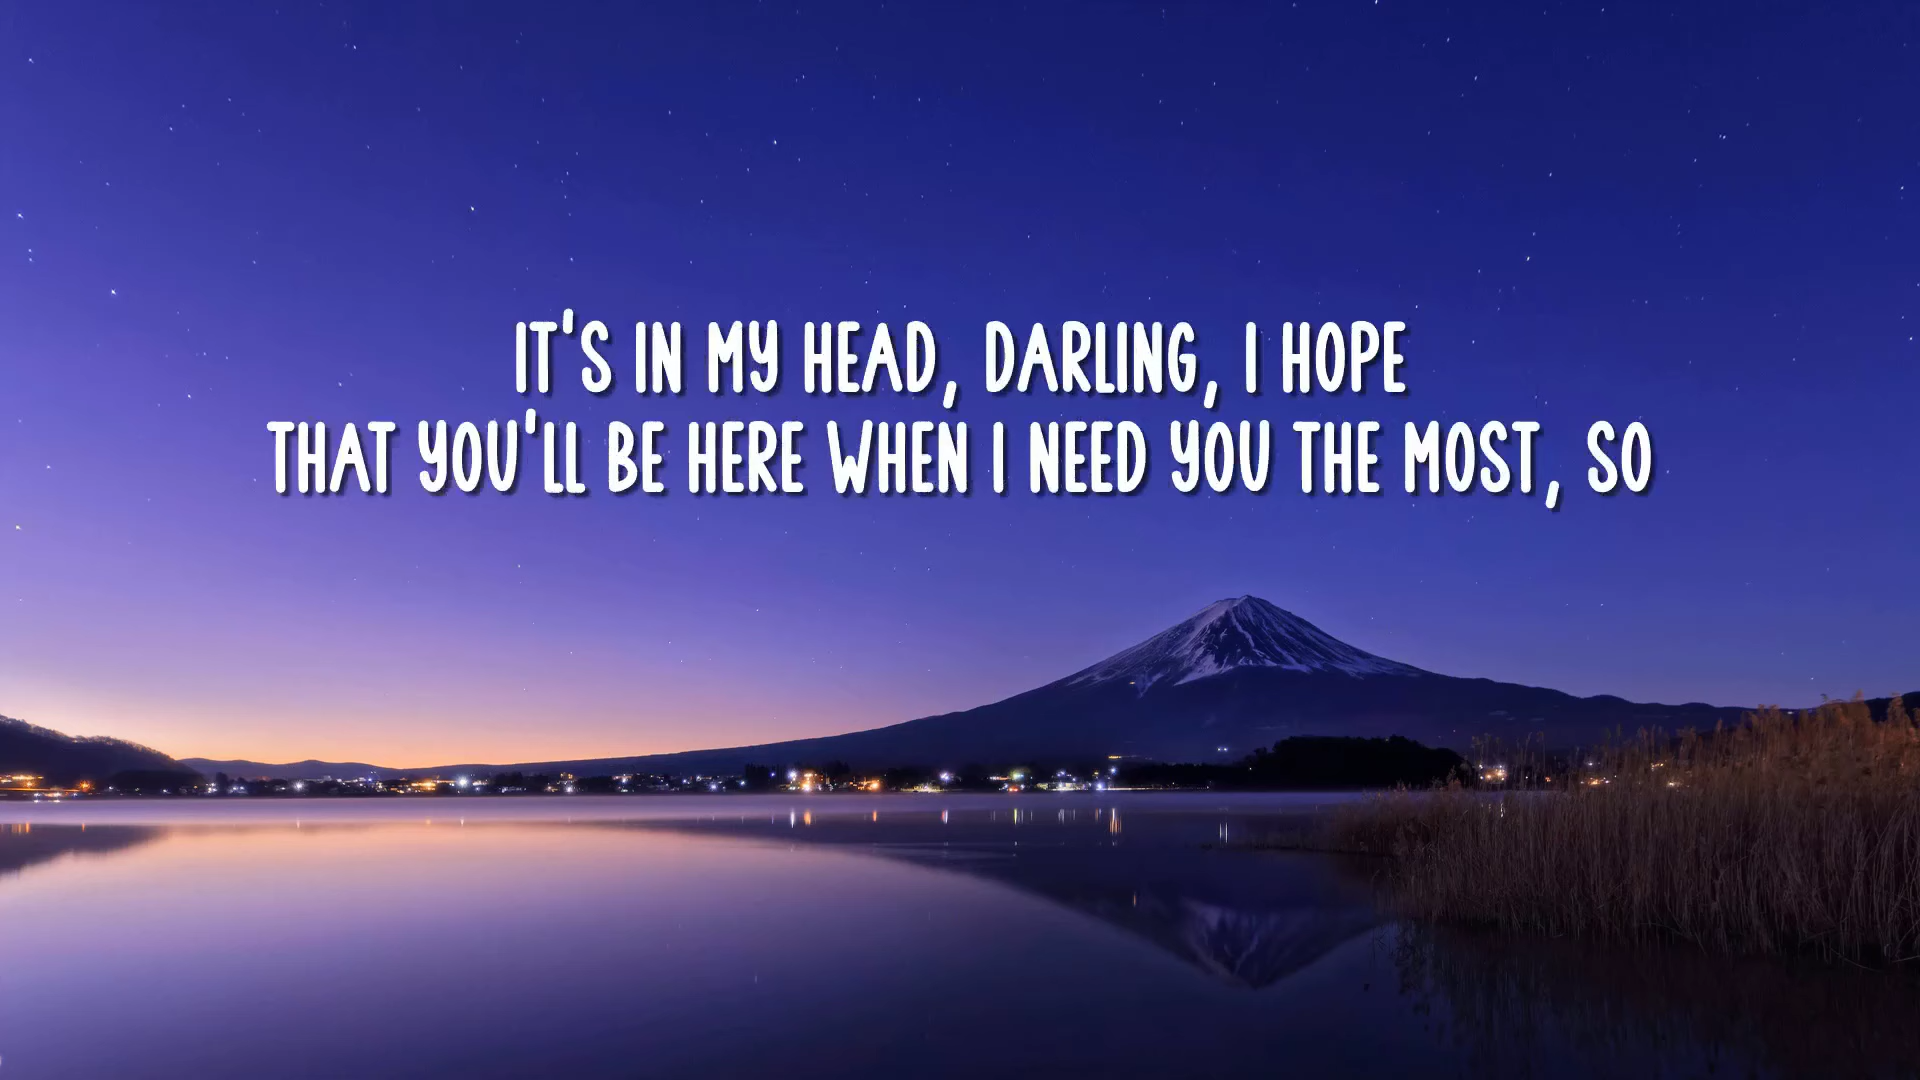 IT'S IN MY HEAD, DARLING, I HOPE
THAT YOU'LL BE HERE WHEN I NEED YOU THE MOST, SO